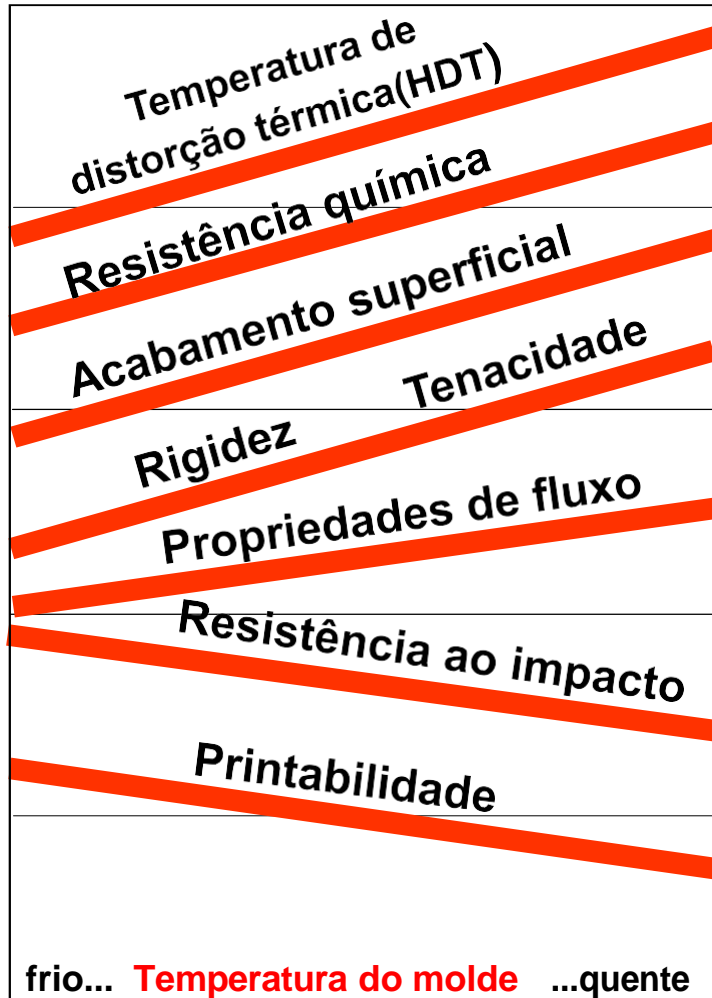 Temperatura de
distorção térmica(HDT)
Resistência química
Acabamento superficial
Rigidez Tenacidade
Propriedades de fluxo
Resistência ao impacto
Printabilidade
frio... Temperatura do molde ...quente